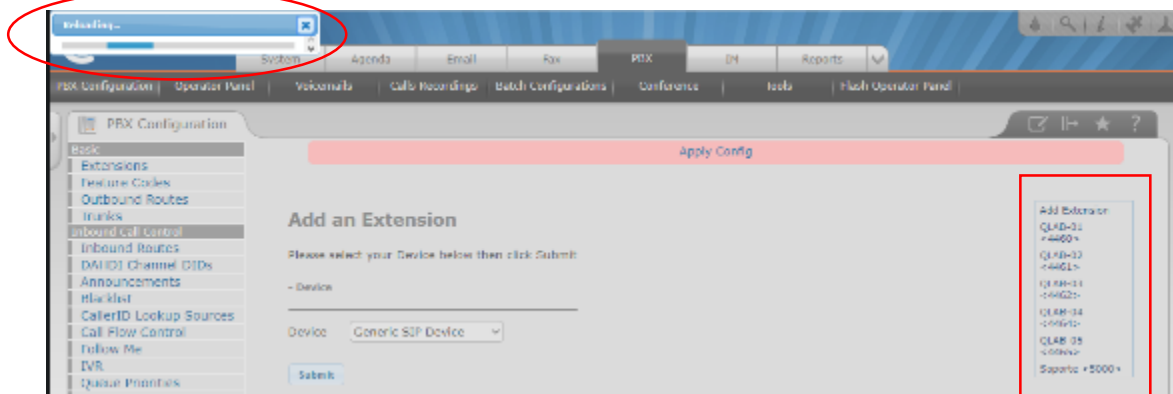 Reloading...
System Agenda Email Fax PBX IM Reports
PBX Configuration Operator Panel Voicemails Calls Recordings Batch Configurations Conference Tools Flash Operator Panel
PBX Configuration
Apply Config
Basic
Extensions
Feature Codes
Outbound Routes
Trunks
Inbound Call Control
Inbound Routes
DAHDI Channel DIDs
Announcements
Blacklist
CallerID Lookup Sources
Call Flow Control
Follow Me
IVR
Queue Priorities
Add an Extension
Please select your Device below then click Submit
- Device
Device Generic SIP Device
Submit
Add Extension
QLAB-01
<4460>
QLAB-02
<4461>
QLAB-03
<4462>
QLAB-04
QLAB-05
Soporte <5000>